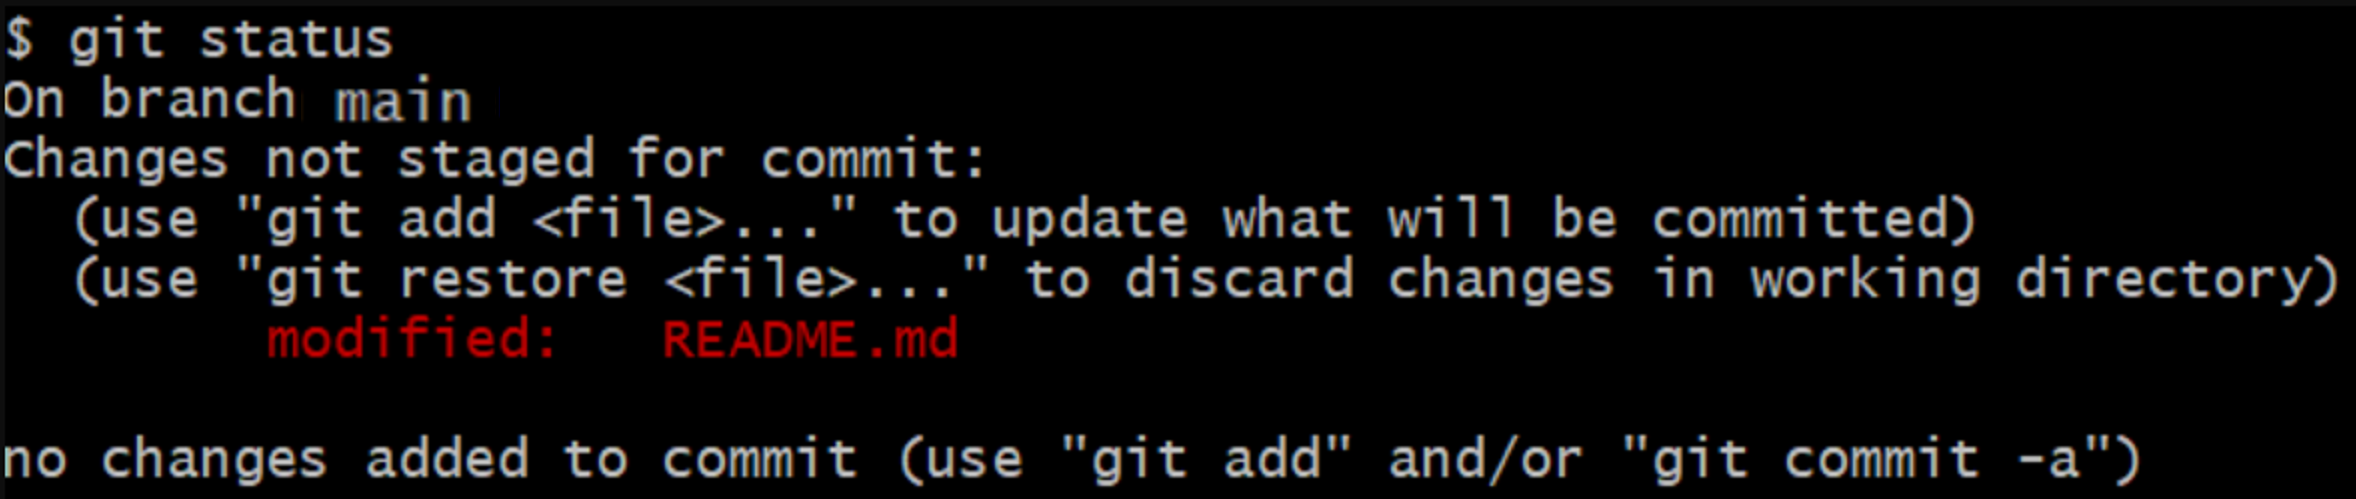 $ git status
On branch main
Changes not staged for commit:
  (use "git add <file>..." to update what will be committed)
  (use "git restore <file>..." to discard changes in working directory)
        modified:   README.md

no changes added to commit (use "git add" and/or "git commit -a")